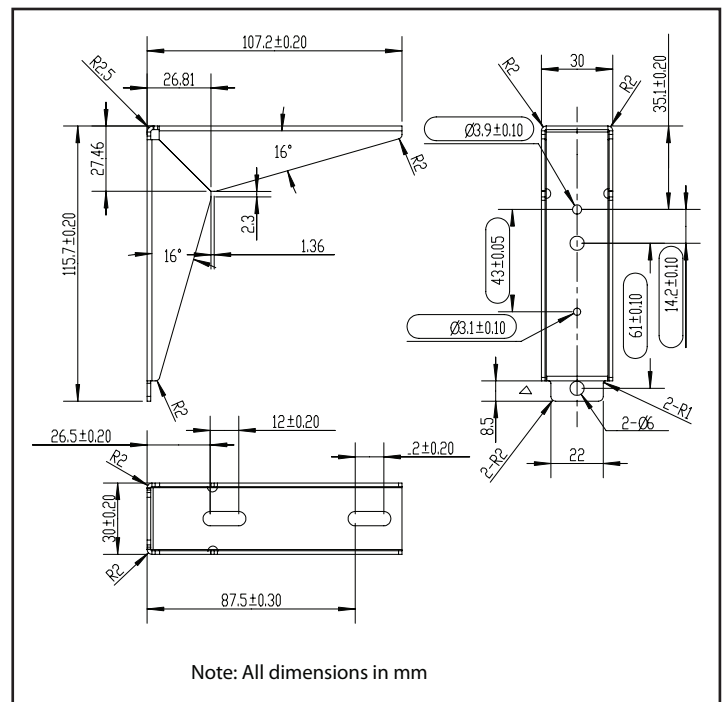 107.2±0.20
26.81
R2.5
27.46
115.7±0.20
16°
R2
2.3
16°
1.36
R2
30
R2
R2
35.1±0.20
Ø3.9±0.10
43±0.05
14.2±0.10
61±0.10
Ø3.1±0.10
8.5
2-R1
2-Ø6
2-R2
22
26.5±0.20
12±0.20
2±0.20
R2
30±0.20
R2
87.5±0.30
Note: All dimensions in mm